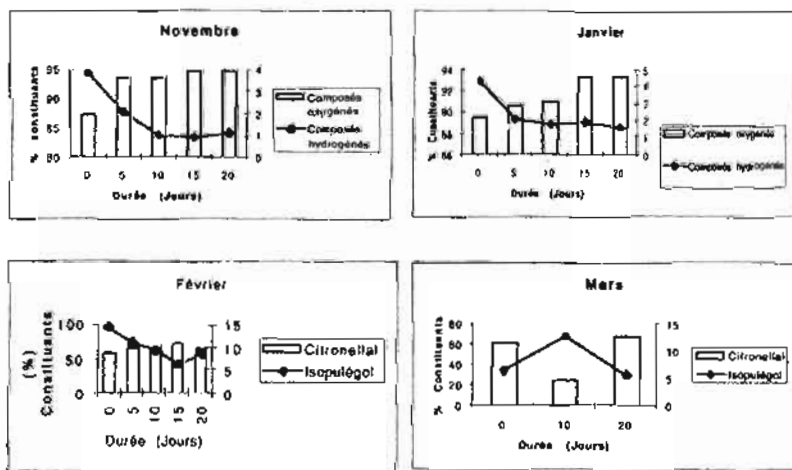 Novembre
% constituants
95
90
85
80
4
3
2
1
0
0 5 10 15 20
Durée (Jours)
Composés
oxygénés
Composés
hydrogénés
Janvier
% Constituants
94
92
90
88
86
5
4
3
2
1
0
0 5 10 15 20
Durée (Jours)
Composés oxygénés
Composés hydrogénés
Février
(%)
Constituants
100
50
0
15
10
5
0
0 5 10 15 20
Durée (Jours)
Citronellal
Isopulégol
Mars
% Constituants
80
60
40
20
0
15
10
5
0
0 10 20
Durée (Jours)
Citronellal
Isopulégol